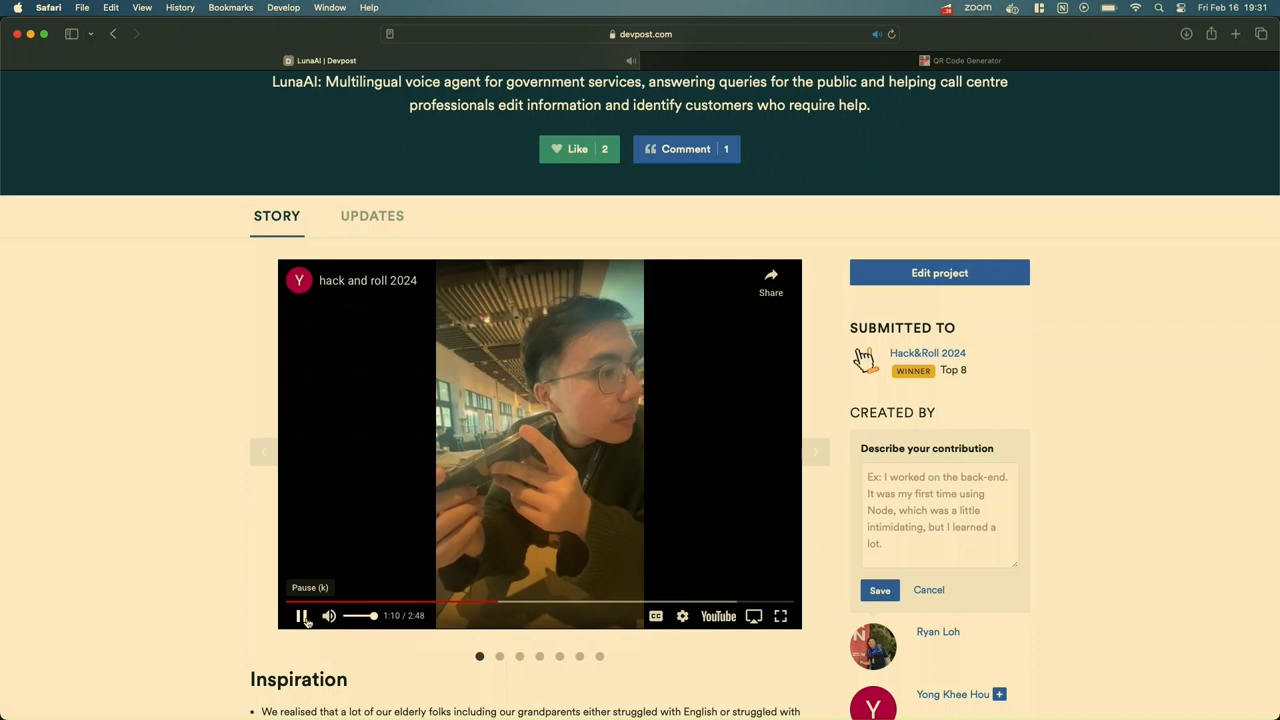 Safari File Edit View History Bookmarks Develop Window Help
zoom
Fri Feb 16 19:31
devpost.com
LunaAI | Devpost
QR Code Generator
LunaAI: Multilingual voice agent for government services, answering queries for the public and helping call centre
professionals edit information and identify customers who require help.
Like 2
Comment 1
STORY
UPDATES
Y
hack and roll 2024
Share
Pause (k)
1:10 / 2:48
CC
YouTube
Edit project
SUBMITTED TO
Hack&Roll 2024
WINNER Top 8
CREATED BY
Describe your contribution
Ex: I worked on the back-end.
It was my first time using
Node, which was a little
intimidating, but I learned a
lot.
Save
Cancel
Ryan Loh
Y
Yong Khee Hou
Inspiration
• We realised that a lot of our elderly folks including our grandparents either struggled with English or struggled with